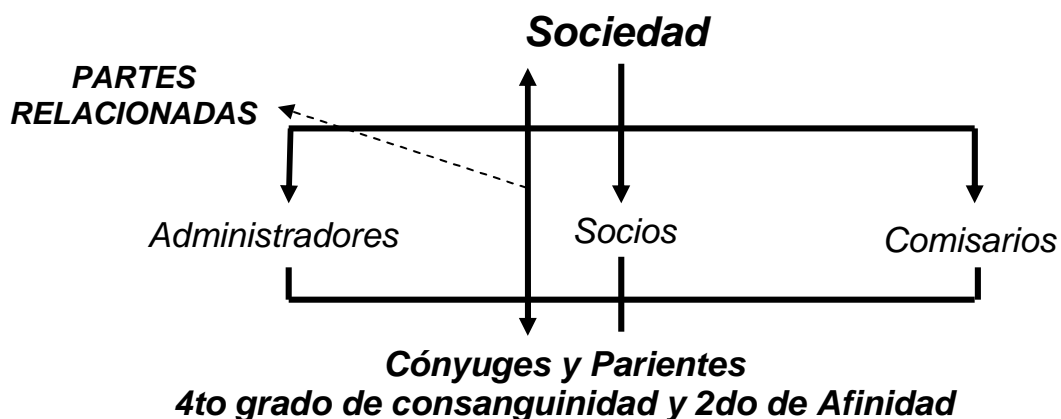 Sociedad
PARTES
RELACIONADAS
Administradores
Socios
Comisarios
Cónyuges y Parientes
4to grado de consanguinidad y 2do de Afinidad